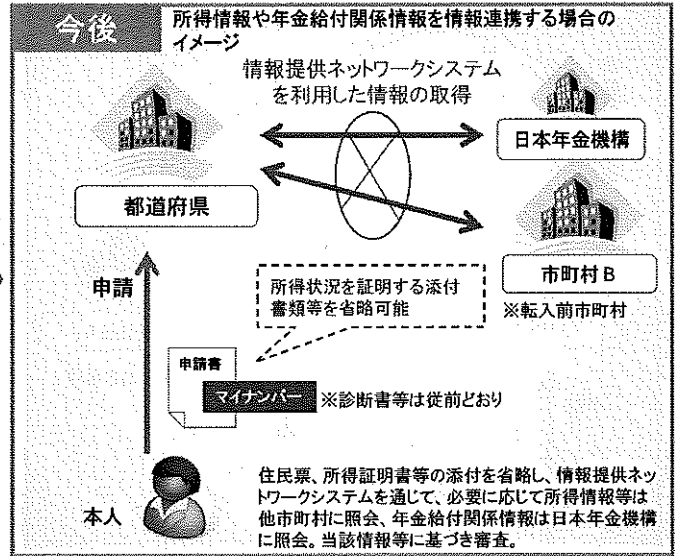 今後
所得情報や年金給付関係情報を情報連携する場合の
イメージ
情報提供ネットワークシステム
を利用した情報の取得
日本年金機構
都道府県
市町村B
※転入前市町村
申請
所得状況を証明する添付
書類等を省略可能
申請書
マイナンバー
※診断書等は従前どおり
本人
住民票、所得証明書等の添付を省略し、情報提供ネッ
トワークシステムを通じて、必要に応じて所得情報等は
他市町村に照会、年金給付関係情報は日本年金機構
に照会。当該情報等に基づき審査。